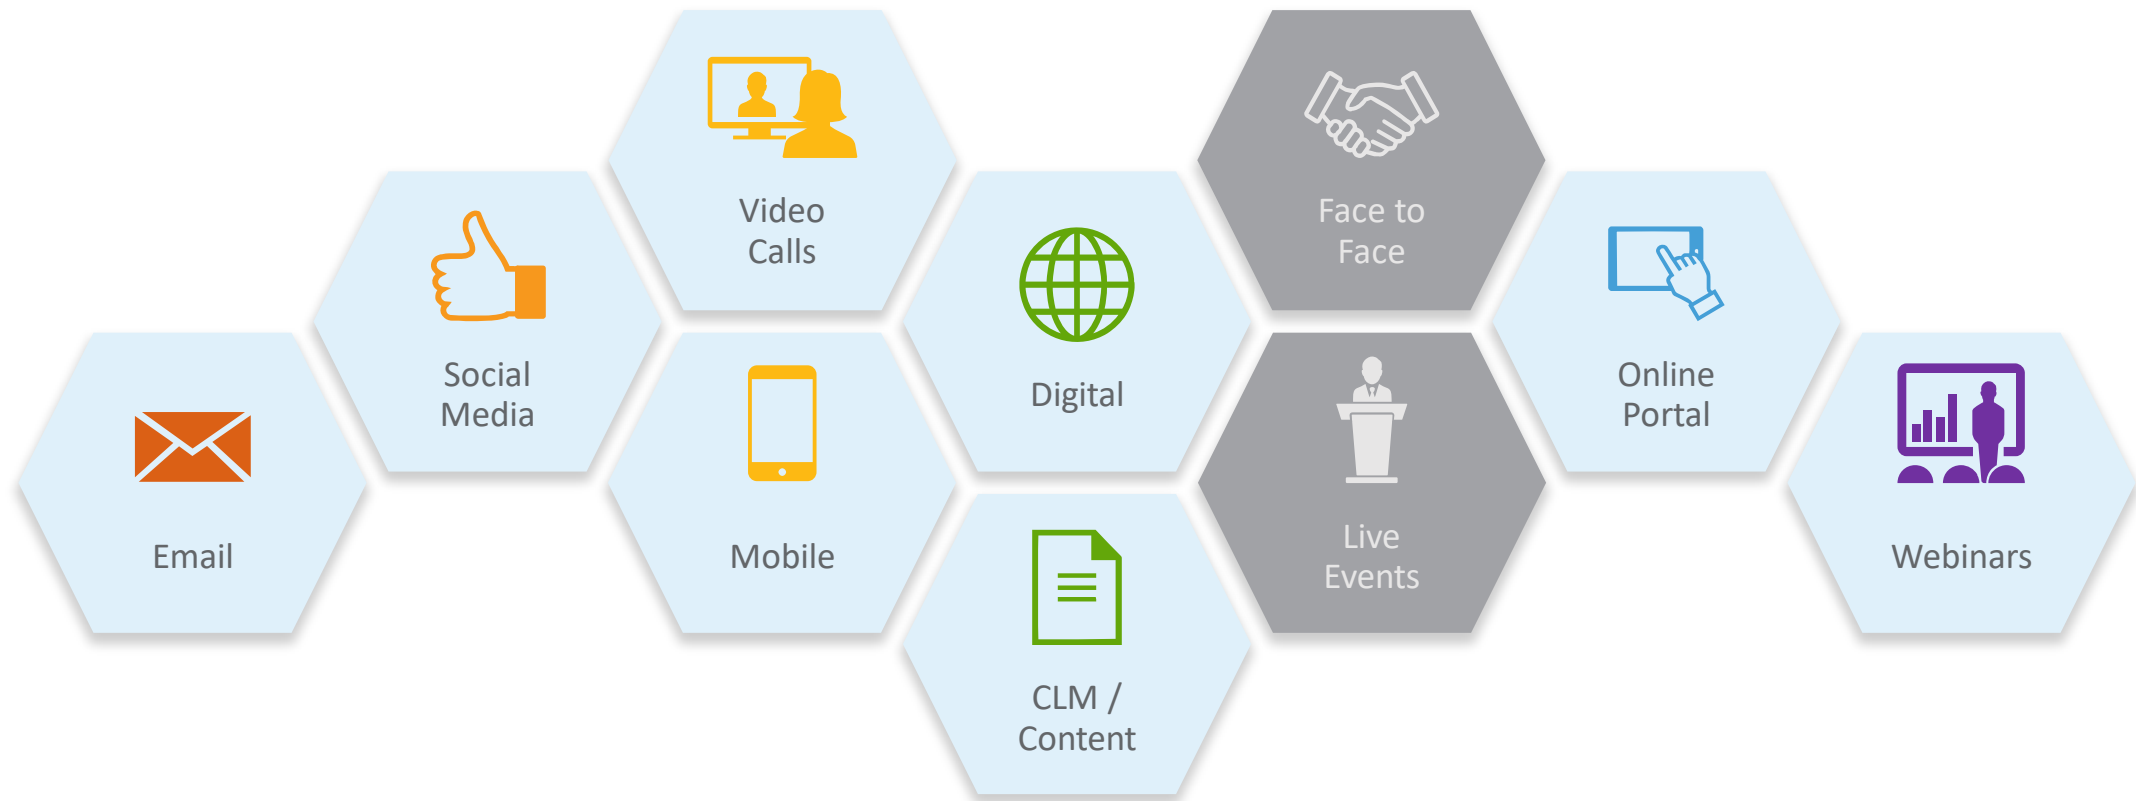 Email
Social
Media
Video
Calls
Mobile
Digital
CLM /
Content
Face to
Face
Live
Events
Online
Portal
Webinars